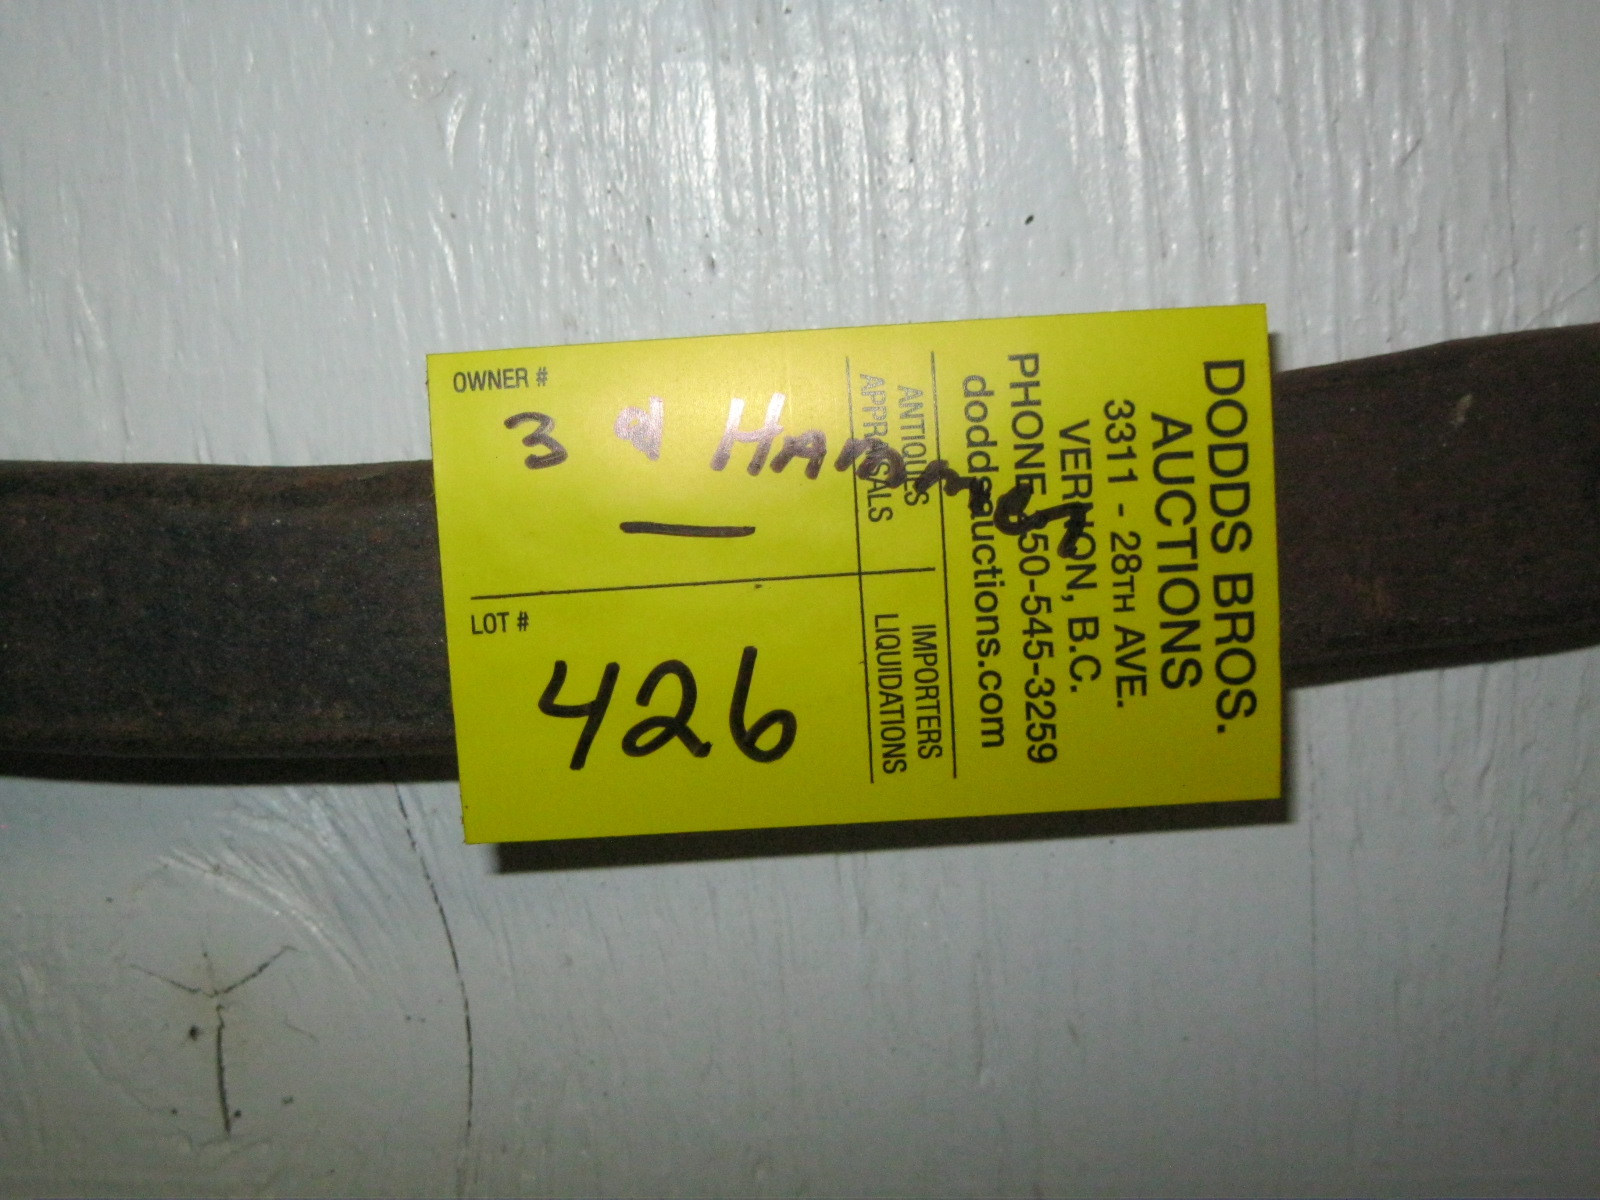 DODDS BROS.
AUCTIONS
3311 - 28TH AVE.
VERNON, B.C.
PHONE 250-545-3259
doddsauctions.com
ANTIQUES IMPORTERS
APPRAISALS LIQUIDATIONS
OWNER #
3
LOT #
426